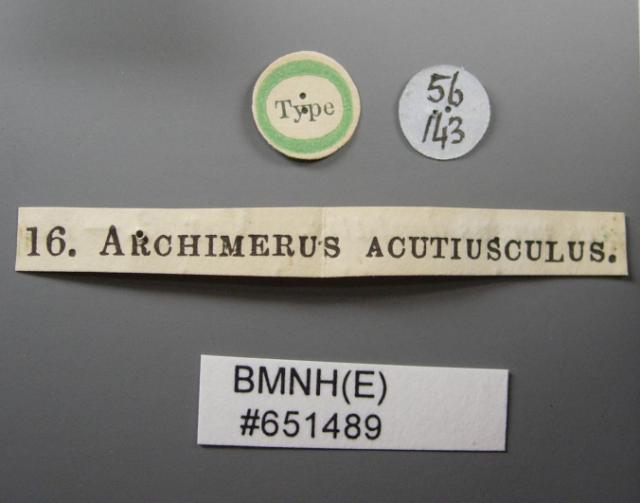 Type
56
143
16. ARCHIMERUS ACUTIUSCULUS.
BMNH(E)
#651489